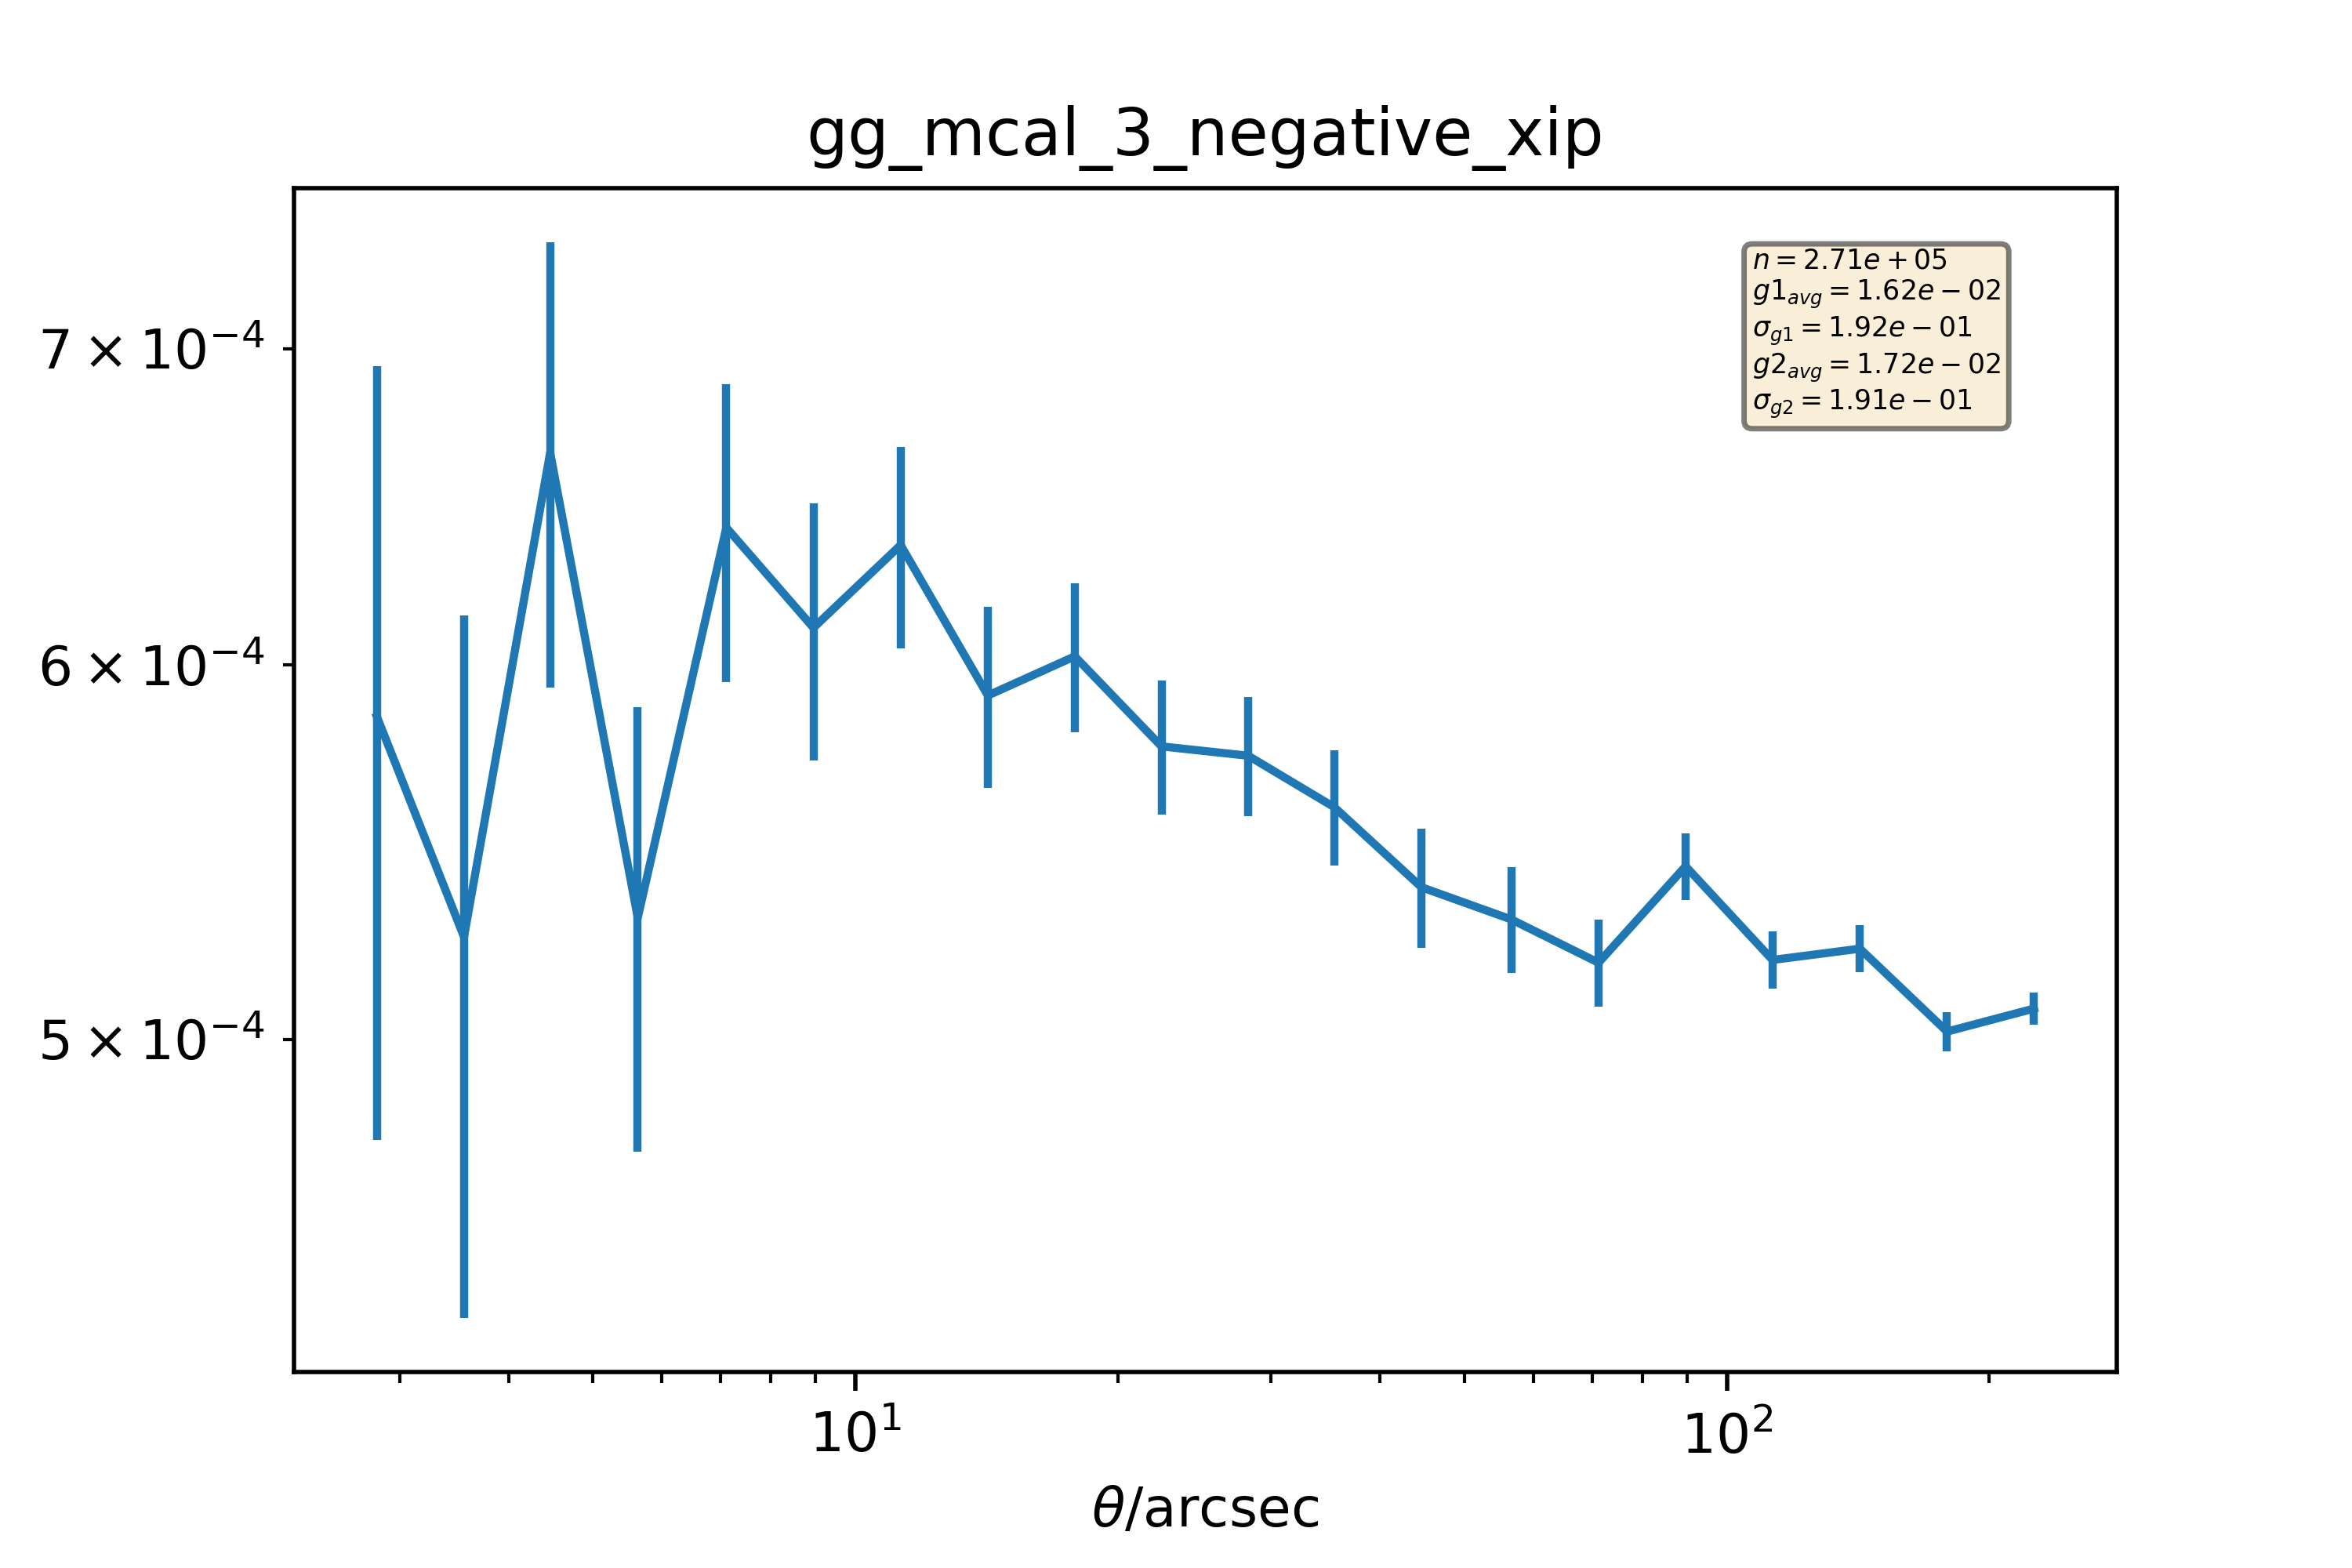 gg_mcal_3_negative_xip
n = 2.71e + 05
g1avg = 1.62e − 02
σg1 = 1.92e − 01
g2avg = 1.72e − 02
σg2 = 1.91e − 01
7 × 10⁻⁴
6 × 10⁻⁴
5 × 10⁻⁴
10¹ 10²
θ/arcsec